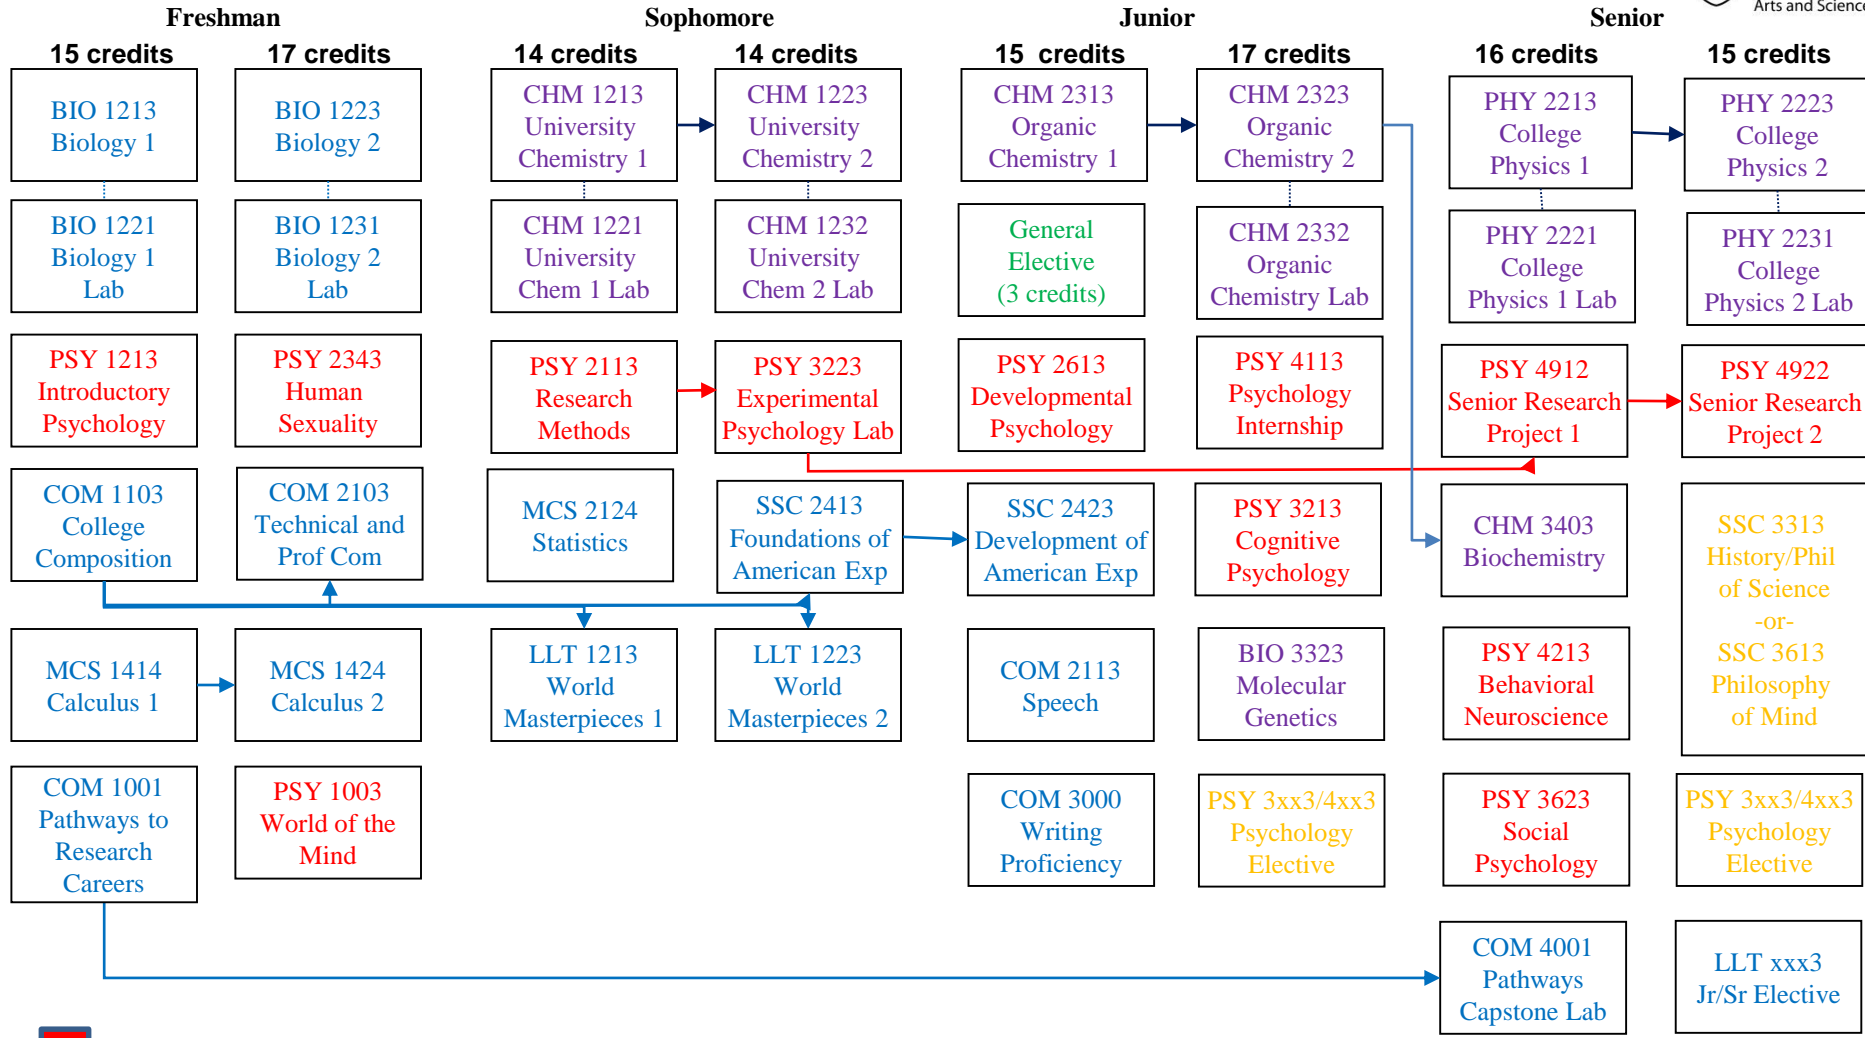 Arts and Science
Freshman
Sophomore
Junior
Senior
15 credits
17 credits
14 credits
14 credits
15 credits
17 credits
16 credits
15 credits
BIO 1213
Biology 1
BIO 1223
Biology 2
CHM 1213
University
Chemistry 1
CHM 1223
University
Chemistry 2
CHM 2313
Organic
Chemistry 1
CHM 2323
Organic
Chemistry 2
PHY 2213
College
Physics 1
PHY 2223
College
Physics 2
BIO 1221
Biology 1
Lab
BIO 1231
Biology 2
Lab
CHM 1221
University
Chem 1 Lab
CHM 1232
University
Chem 2 Lab
General
Elective
(3 credits)
CHM 2332
Organic
Chemistry Lab
PHY 2221
College
Physics 1 Lab
PHY 2231
College
Physics 2 Lab
PSY 1213
Introductory
Psychology
PSY 2343
Human
Sexuality
PSY 2113
Research
Methods
PSY 3223
Experimental
Psychology Lab
PSY 2613
Developmental
Psychology
PSY 4113
Psychology
Internship
PSY 4912
Senior Research
Project 1
PSY 4922
Senior Research
Project 2
COM 1103
College
Composition
COM 2103
Technical and
Prof Com
MCS 2124
Statistics
SSC 2413
Foundations of
American Exp
SSC 2423
Development of
American Exp
PSY 3213
Cognitive
Psychology
CHM 3403
Biochemistry
SSC 3313
History/Phil
of Science
-or-
SSC 3613
Philosophy
of Mind
MCS 1414
Calculus 1
MCS 1424
Calculus 2
LLT 1213
World
Masterpieces 1
LLT 1223
World
Masterpieces 2
COM 2113
Speech
BIO 3323
Molecular
Genetics
PSY 4213
Behavioral
Neuroscience
COM 1001
Pathways to
Research
Careers
PSY 1003
World of the
Mind
COM 3000
Writing
Proficiency
PSY 3xx3/4xx3
Psychology
Elective
PSY 3623
Social
Psychology
PSY 3xx3/4xx3
Psychology
Elective
COM 4001
Pathways
Capstone Lab
LLT xxx3
Jr/Sr Elective